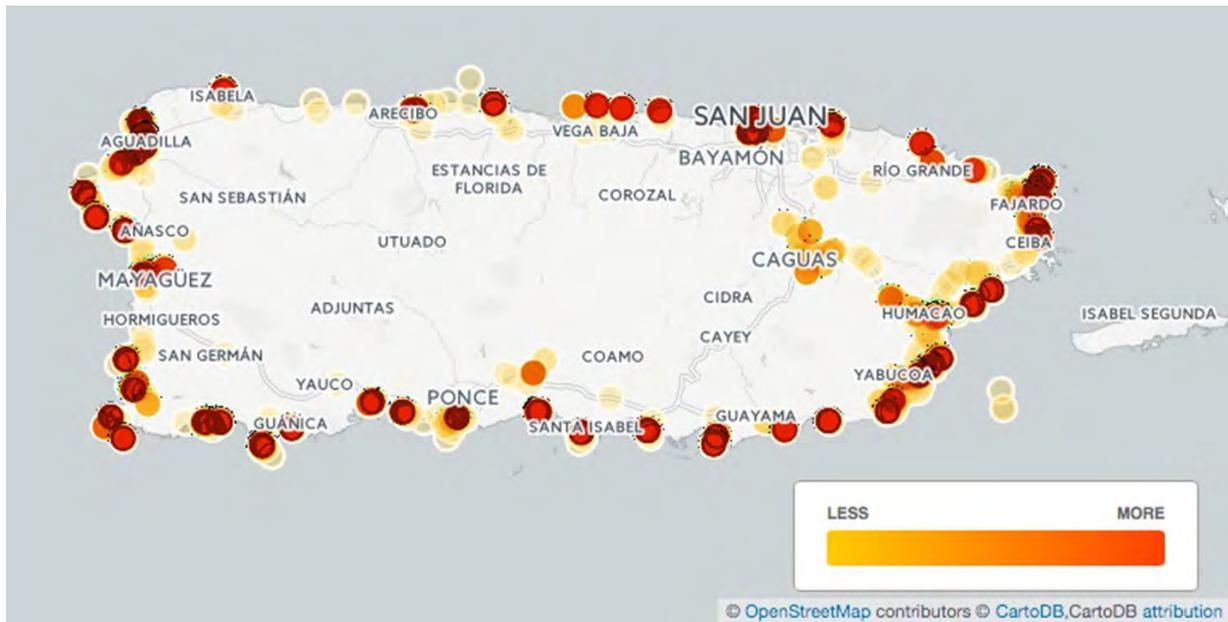 ISABELA
ARECIBO
SAN JUAN
AGUADILLA
VEGA BAJA
BAYAMÓN
ESTANCIAS DE
FLORIDA
RÍO GRANDE
SAN SEBASTIÁN
COROZAL
FAJARDO
AÑASCO
UTUADO
CEIBA
CAGUAS
MAYAGÜEZ
CIDRA
ADJUNTAS
HUMACAO
ISABEL SEGUNDA
HORMIGUEROS
CAYEY
SAN GERMÁN
COAMO
YABUCOA
YAUCO
PONCE
GUAYAMA
GUÁNICA
SANTA ISABEL
LESS MORE
© OpenStreetMap contributors © CartoDB,CartoDB attribution